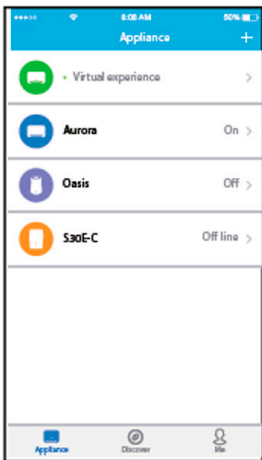 8:08 AM 50%
Appliance +
• Virtual experience >
Aurora On >
Oasis Off >
S30E-C Off line >
Appliance Discover Me